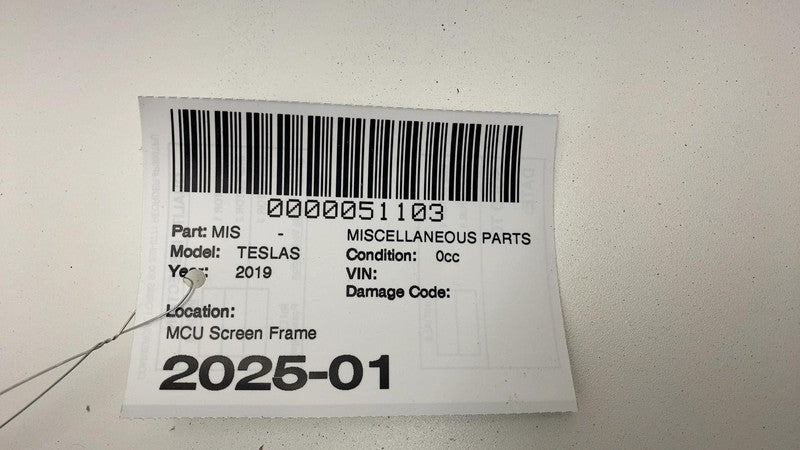 0000051103
Part: MIS - MISCELLANEOUS PARTS
Model: TESLAS Condition: 0cc
Year: 2019 VIN:
Damage Code:
Location:
MCU Screen Frame
2025-01